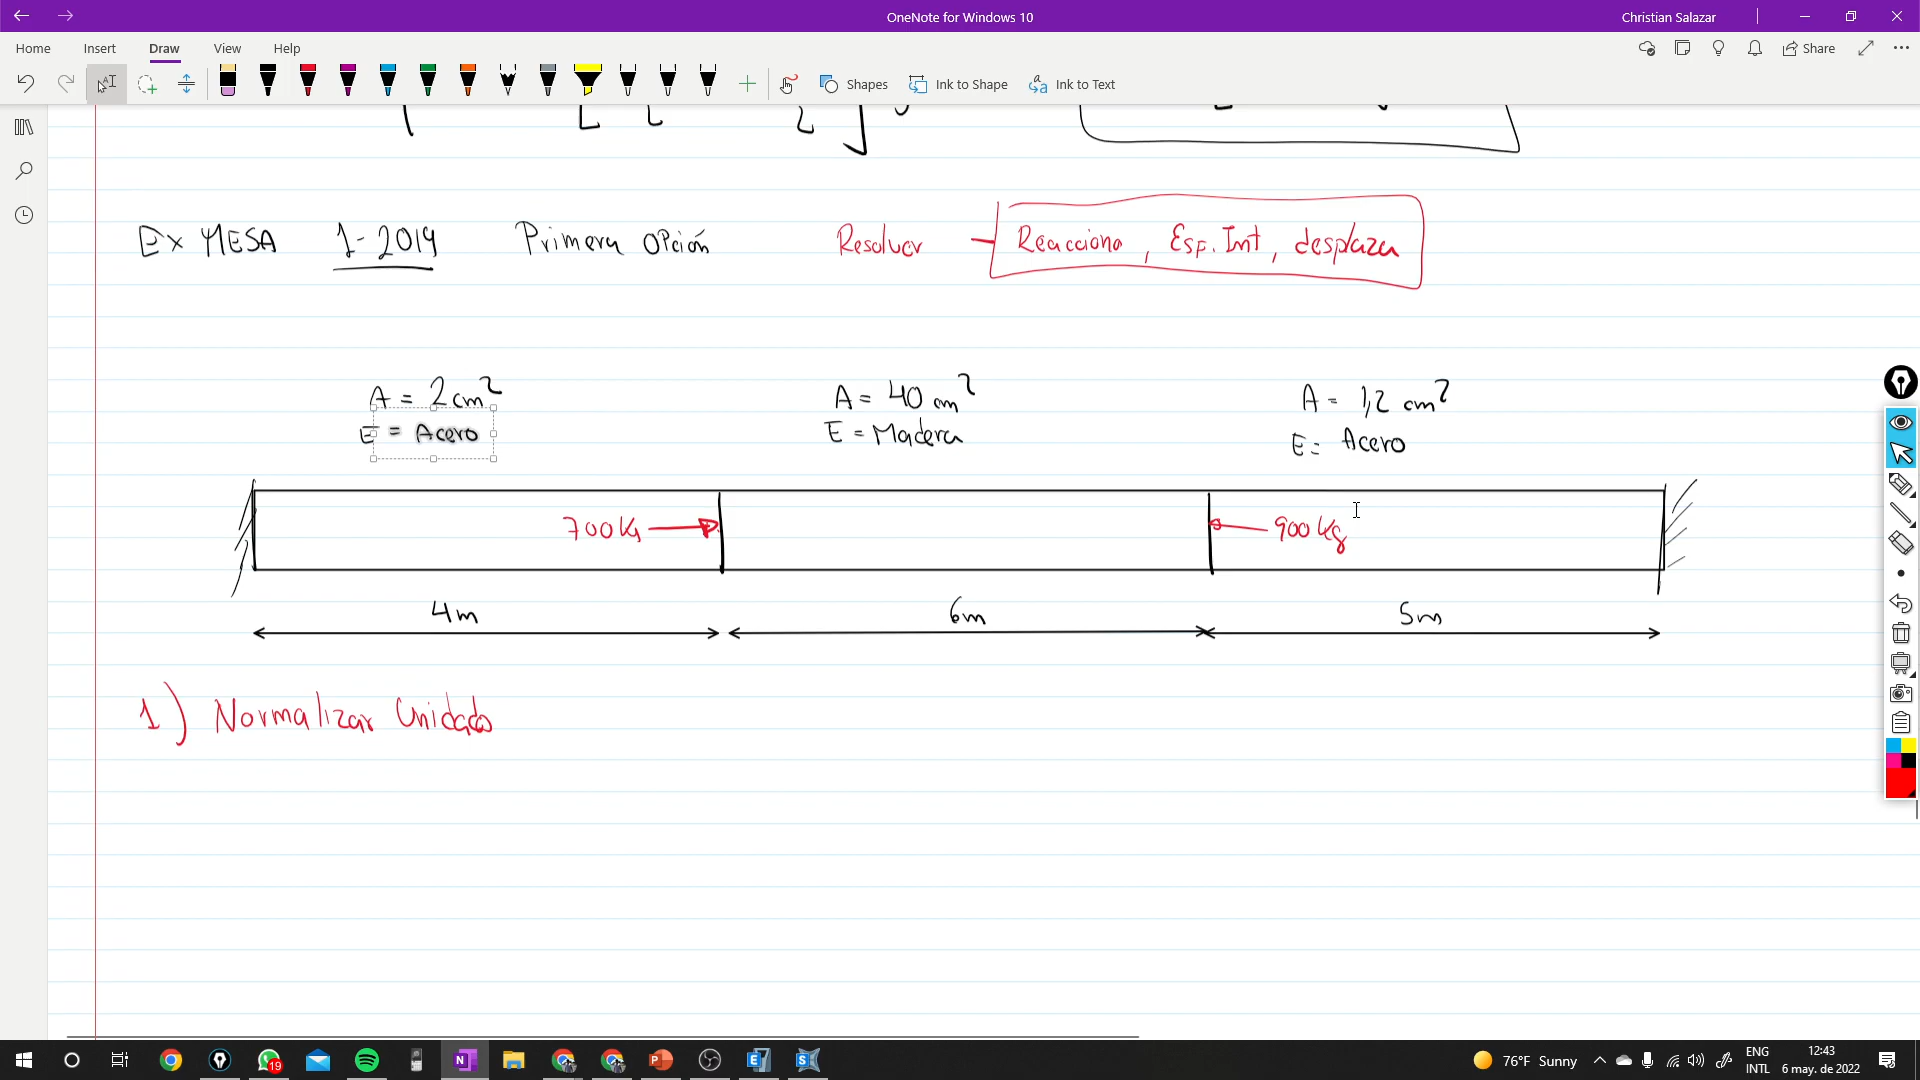 OneNote for Windows 10
Christian Salazar
Home Insert Draw View Help
Share
Shapes Ink to Shape Ink to Text
Ex MESA 1-2019 Primera Opción Resolver Reacciona, Esf. Int, desplaza
A = 2 cm² A = 40 cm² A = 1,2 cm²
E = Acero E = Madera E = Acero
700 Kg 900 Kg
4m 6m 5m
1) Normalizar Unidades
19
76°F Sunny
ENG
INTL
12:43
6 may. de 2022